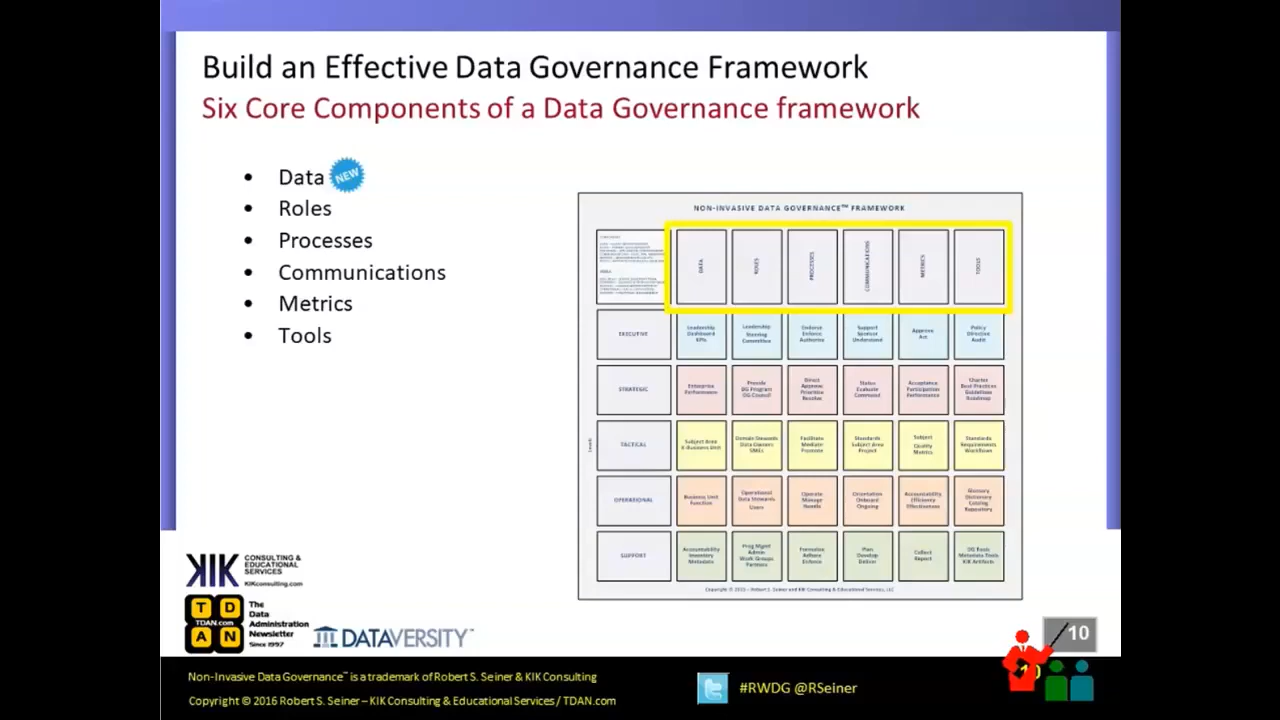 Build an Effective Data Governance Framework
Six Core Components of a Data Governance framework
• Data NEW
• Roles
• Processes
• Communications
• Metrics
• Tools
NON-INVASIVE DATA GOVERNANCE™ FRAMEWORK
DATA ROLES PROCESSES COMMUNICATIONS METRICS TOOLS
EXECUTIVE
Leadership
Dashboard
KPIs
Leadership
Steering
Committee
Endorse
Enforce
Authorize
Support
Sponsor
Understand
Approve
Act
Policy
Directive
Audit
STRATEGIC
Enterprise
Performance
Provide
DG Program
DG Council
Direct
Approve
Prioritize
Resolve
Status
Evaluate
Command
Acceptance
Participation
Performance
Charter
Best Practices
Guidelines
Roadmap
TACTICAL
Subject Area
X-Business Unit
Domain Stewards
Data Owners
SMEs
Facilitate
Mediate
Promote
Standards
Subject Area
Project
Subject
Quality
Metrics
Standards
Requirements
Workflows
OPERATIONAL
Business Unit
Function
Operational
Data Stewards
Users
Operate
Manage
Handle
Orientation
Onboard
Ongoing
Accountability
Efficiently
Effectiveness
Glossary
Dictionary
Catalog
Repository
SUPPORT
Accountability
Inventory
Metadata
Prog Mgmt
Admin
Work Groups
Partners
Formalize
Adhere
Enforce
Plan
Develop
Deliver
Collect
Report
DG Tools
Metadata Tools
KIK Artifacts
Levels
Copyright © 2015 – Robert S. Seiner and KIK Consulting & Educational Services, LLC
KIK CONSULTING &
EDUCATIONAL
SERVICES
KIKconsulting.com
T D
TDAN.com
A N
The
Data
Administration
Newsletter
Since 1997
DATAVERSITY™
10
Non-Invasive Data Governance™ is a trademark of Robert S. Seiner & KIK Consulting
Copyright © 2016 Robert S. Seiner – KIK Consulting & Educational Services / TDAN.com
#RWDG @RSeiner